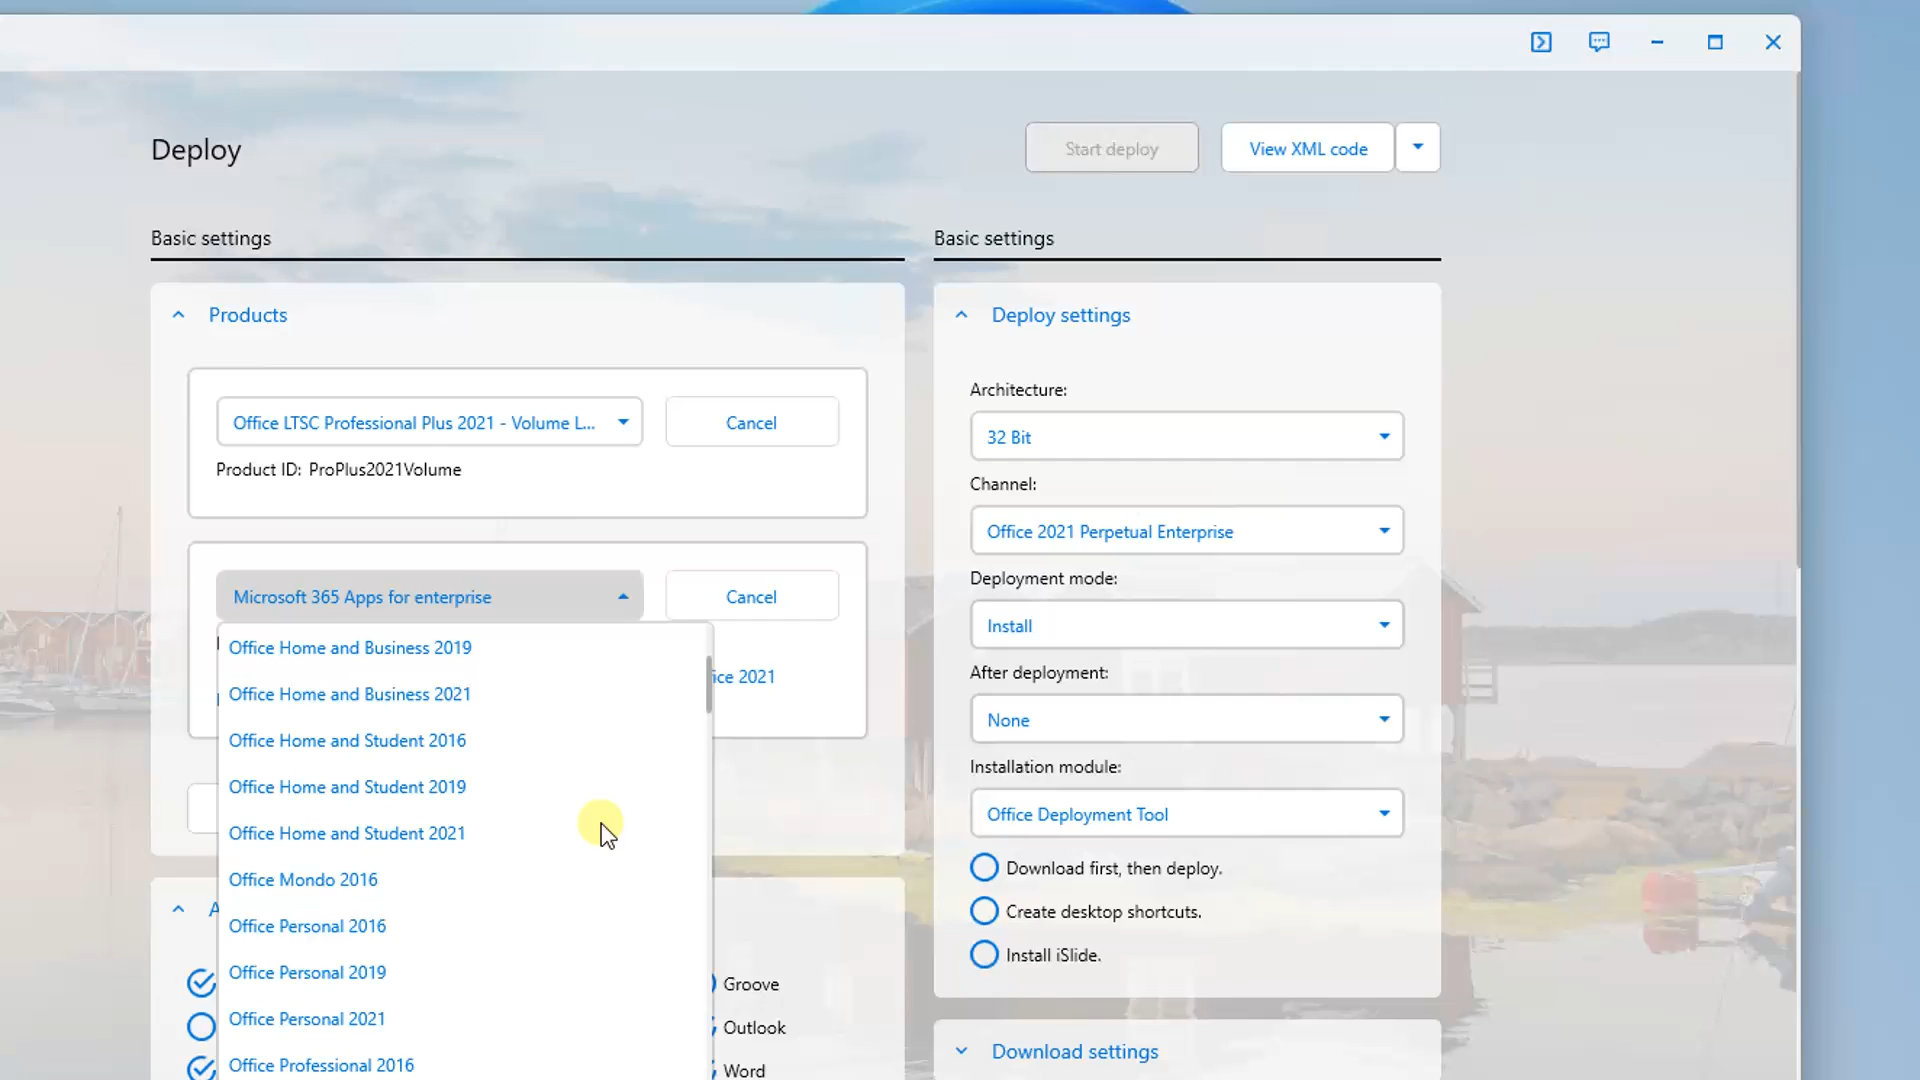 Deploy
Start deploy
View XML code
Basic settings
Products
Office LTSC Professional Plus 2021 - Volume L...
Cancel
Product ID: ProPlus2021Volume
Microsoft 365 Apps for enterprise
Cancel
Office Home and Business 2019
Office Home and Business 2021
2021
Office Home and Student 2016
Office Home and Student 2019
Office Home and Student 2021
Office Mondo 2016
Office Personal 2016
Office Personal 2019
Office Personal 2021
Office Professional 2016
Groove
Outlook
Word
Basic settings
Deploy settings
Architecture:
32 Bit
Channel:
Office 2021 Perpetual Enterprise
Deployment mode:
Install
After deployment:
None
Installation module:
Office Deployment Tool
Download first, then deploy.
Create desktop shortcuts.
Install iSlide.
Download settings